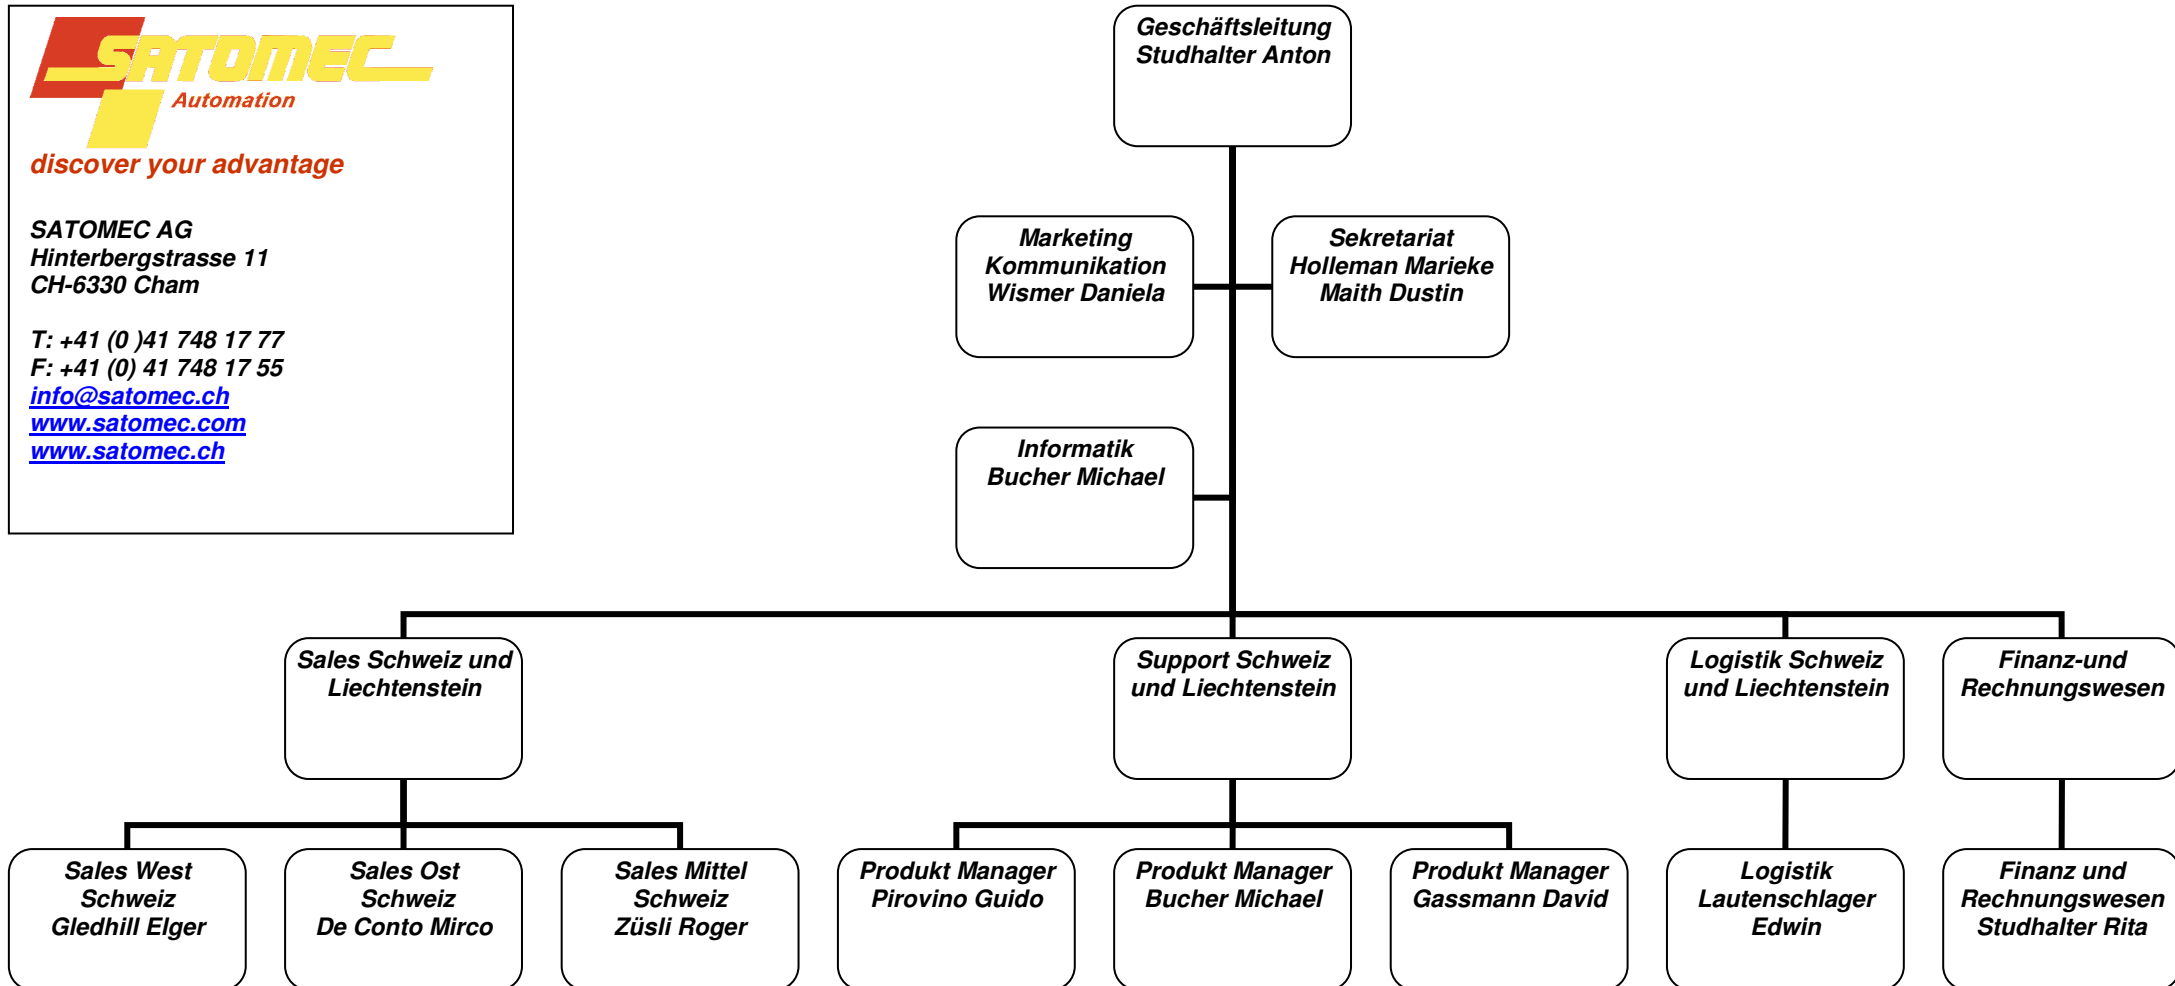 SATOMEC
Automation
discover your advantage
SATOMEC AG
Hinterbergstrasse 11
CH-6330 Cham
T: +41 (0 )41 748 17 77
F: +41 (0) 41 748 17 55
info@satomec.ch
www.satomec.com
www.satomec.ch
Geschäftsleitung
Studhalter Anton
Marketing
Kommunikation
Wismer Daniela
Sekretariat
Holleman Marieke
Maith Dustin
Informatik
Bucher Michael
Sales Schweiz und
Liechtenstein
Support Schweiz
und Liechtenstein
Logistik Schweiz
und Liechtenstein
Finanz-und
Rechnungswesen
Sales West
Schweiz
Gledhill Elger
Sales Ost
Schweiz
De Conto Mirco
Sales Mittel
Schweiz
Züsli Roger
Produkt Manager
Pirovino Guido
Produkt Manager
Bucher Michael
Produkt Manager
Gassmann David
Logistik
Lautenschlager
Edwin
Finanz und
Rechnungswesen
Studhalter Rita